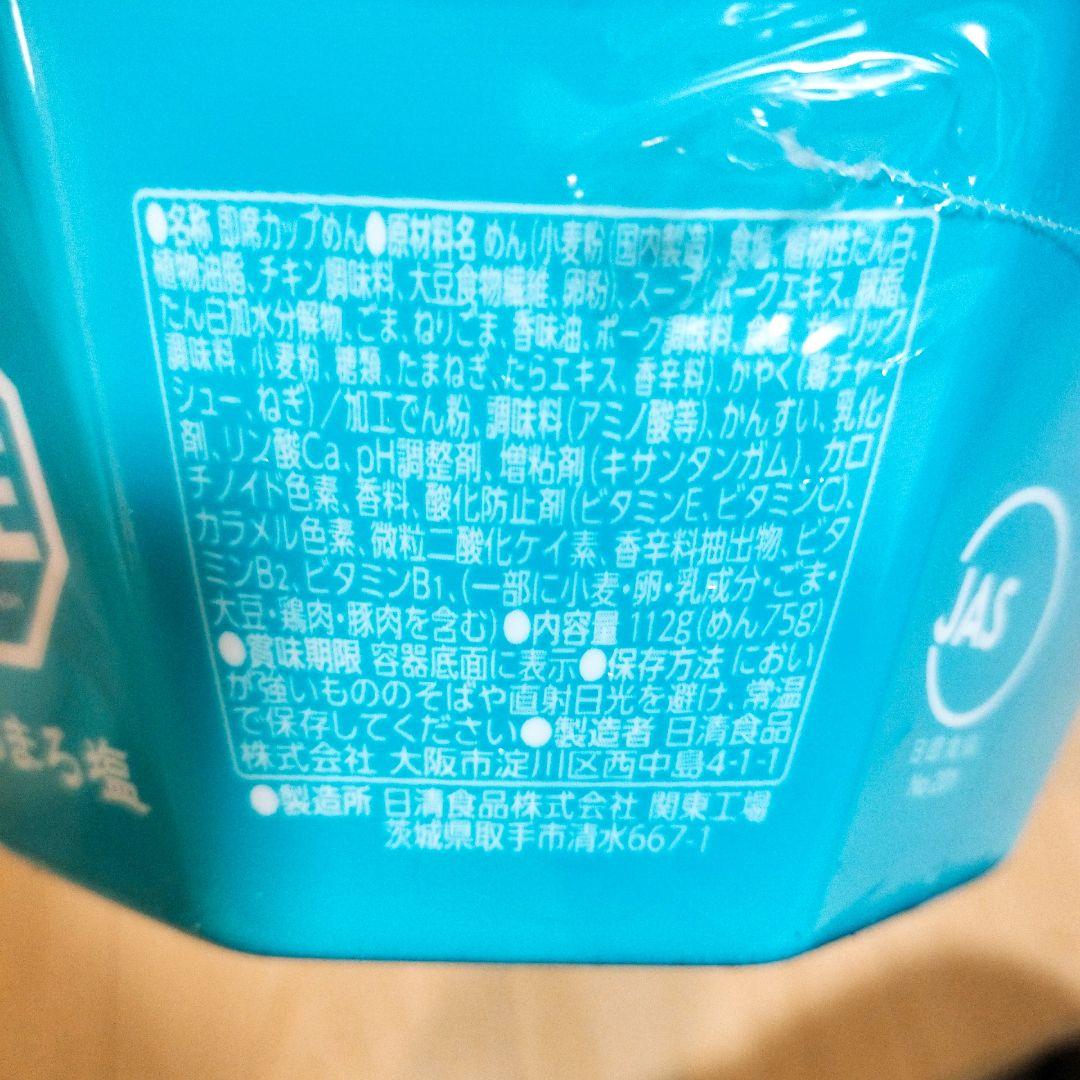 ●名称 即席カップめん●原材料名 めん(小麦粉(国内製造)、食塩、植物性たん白、
植物油脂、チキン調味料、大豆食物繊維、卵粉)、スープ(ポークエキス、豚脂、
たん白加水分解物、ごま、ねりごま、香味油、ポーク調味料、食塩、ガーリック
調味料、小麦粉、糖類、たまねぎ、たらエキス、香辛料)、かやく(鶏チャー
シュー、ねぎ)/加工でん粉、調味料(アミノ酸等)、かんすい、乳化
剤、リン酸Ca、pH調整剤、増粘剤(キサンタンガム)、カロ
チノイド色素、香料、酸化防止剤(ビタミンE、ビタミンC)、
カラメル色素、微粒二酸化ケイ素、香辛料抽出物、ビタ
ミンB2、ビタミンB1、(一部に小麦・卵・乳成分・ごま・
大豆・鶏肉・豚肉を含む)●内容量 112g(めん75g)
●賞味期限 容器底面に表示●保存方法 におい
が強いもののそばや直射日光を避け、常温
で保存してください●製造者 日清食品
株式会社 大阪市淀川区西中島4-1-1
●製造所 日清食品株式会社 関東工場
茨城県取手市清水667-1
まろ塩
JAS